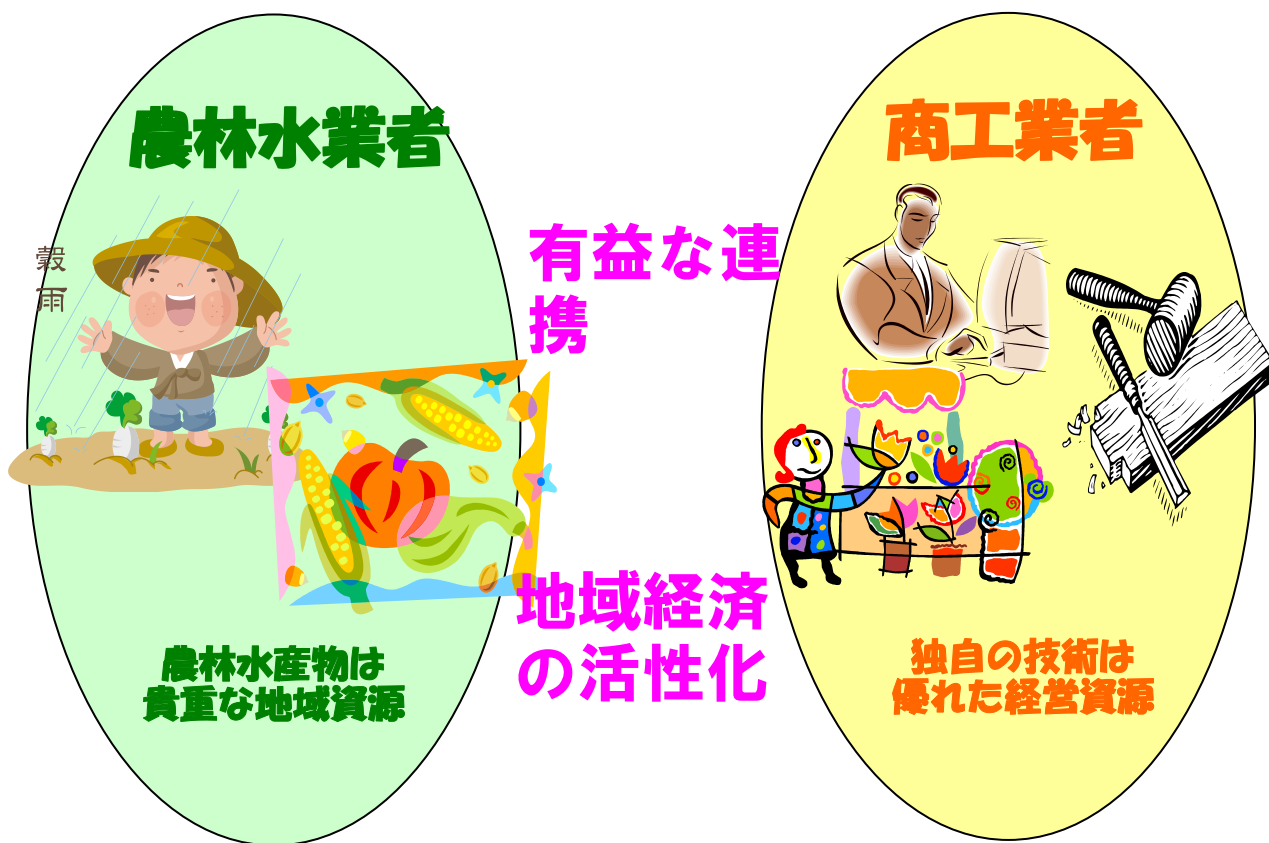 農林水業者
穀
雨
農林水産物は
貴重な地域資源
有益な連
携
地域経済
の活性化
商工業者
独自の技術は
優れた経営資源